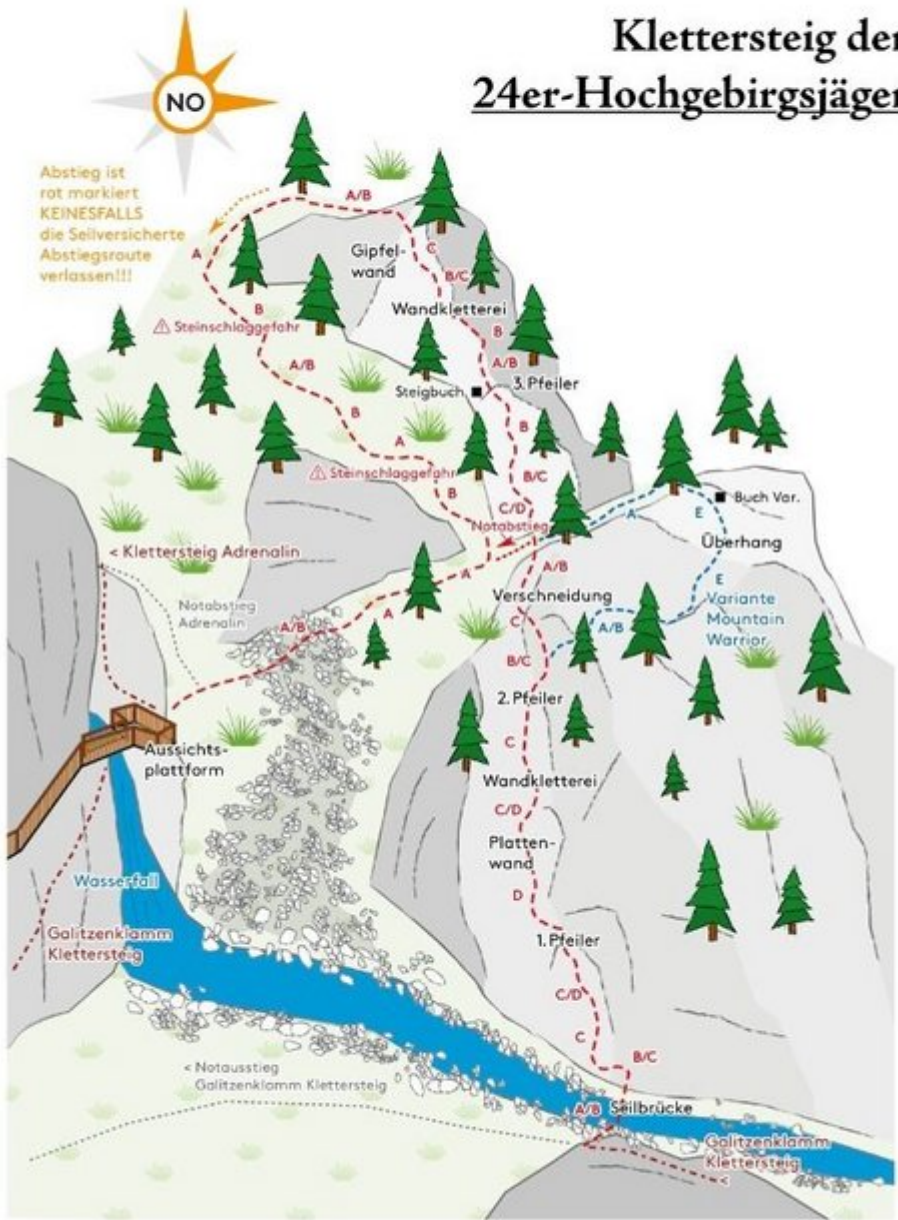 Klettersteig der
24er-Hochgebirgsjäger
NO
Abstieg ist
rot markiert
KEINESFALLS
die Seilversicherte
Abstiegsroute
verlassen!!!
A/B
A
C
Gipfel-
wand
B/C
Wandkletterei
B
Steinschlaggefahr
B
A/B
A/B
3. Pfeiler
Steigbuch
B
B
A
Steinschlaggefahr
B/C
B
C/D
Notabstieg
A
E
Buch Var.
Überhang
< Klettersteig Adrenalin
A
A/B
E
Notabstieg
Adrenalin
Verschneidung
Variante
Mountain
Warrior
A
C
A/B
A/B
B/C
2. Pfeiler
Aussichts-
plattform
C
Wandkletterei
C/D
Platten-
wand
Wasserfall
D
Galitzenklamm
Klettersteig
1. Pfeiler
C/D
C
B/C
< Notausstieg
Galitzenklamm Klettersteig
A/B
Seilbrücke
Galitzenklamm
Klettersteig
<